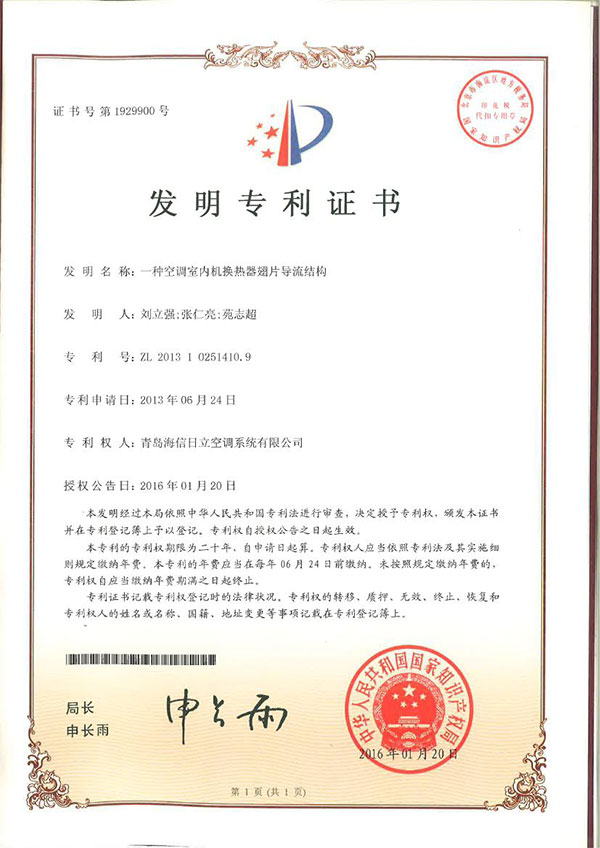 证书号第1929900号
北京市海淀区地方税务局
印花税
代扣专用章
国家知识产权局
发明专利证书
发明名称：一种空调室内机换热器翅片导流结构
发明人：刘立强;张仁亮;苑志超
专利号：ZL 2013 1 0251410.9
专利申请日：2013年06月24日
专利权人：青岛海信日立空调系统有限公司
授权公告日：2016年01月20日
本发明经过本局依照中华人民共和国专利法进行审查，决定授予专利权，颁发本证书
并在专利登记簿上予以登记。专利权自授权公告之日起生效。
本专利的专利权期限为二十年，自申请日起算。专利权人应当依照专利法及其实施细
则规定缴纳年费。本专利的年费应当在每年06月24日前缴纳。未按照规定缴纳年费的，
专利权自应当缴纳年费期满之日起终止。
专利证书记载专利权登记时的法律状况。专利权的转移、质押、无效、终止、恢复和
专利权人的姓名或名称、国籍、地址变更等事项记载在专利登记簿上。
局长
申长雨
申长雨
中华人民共和国国家知识产权局
2016年01月20日
第1页(共1页)